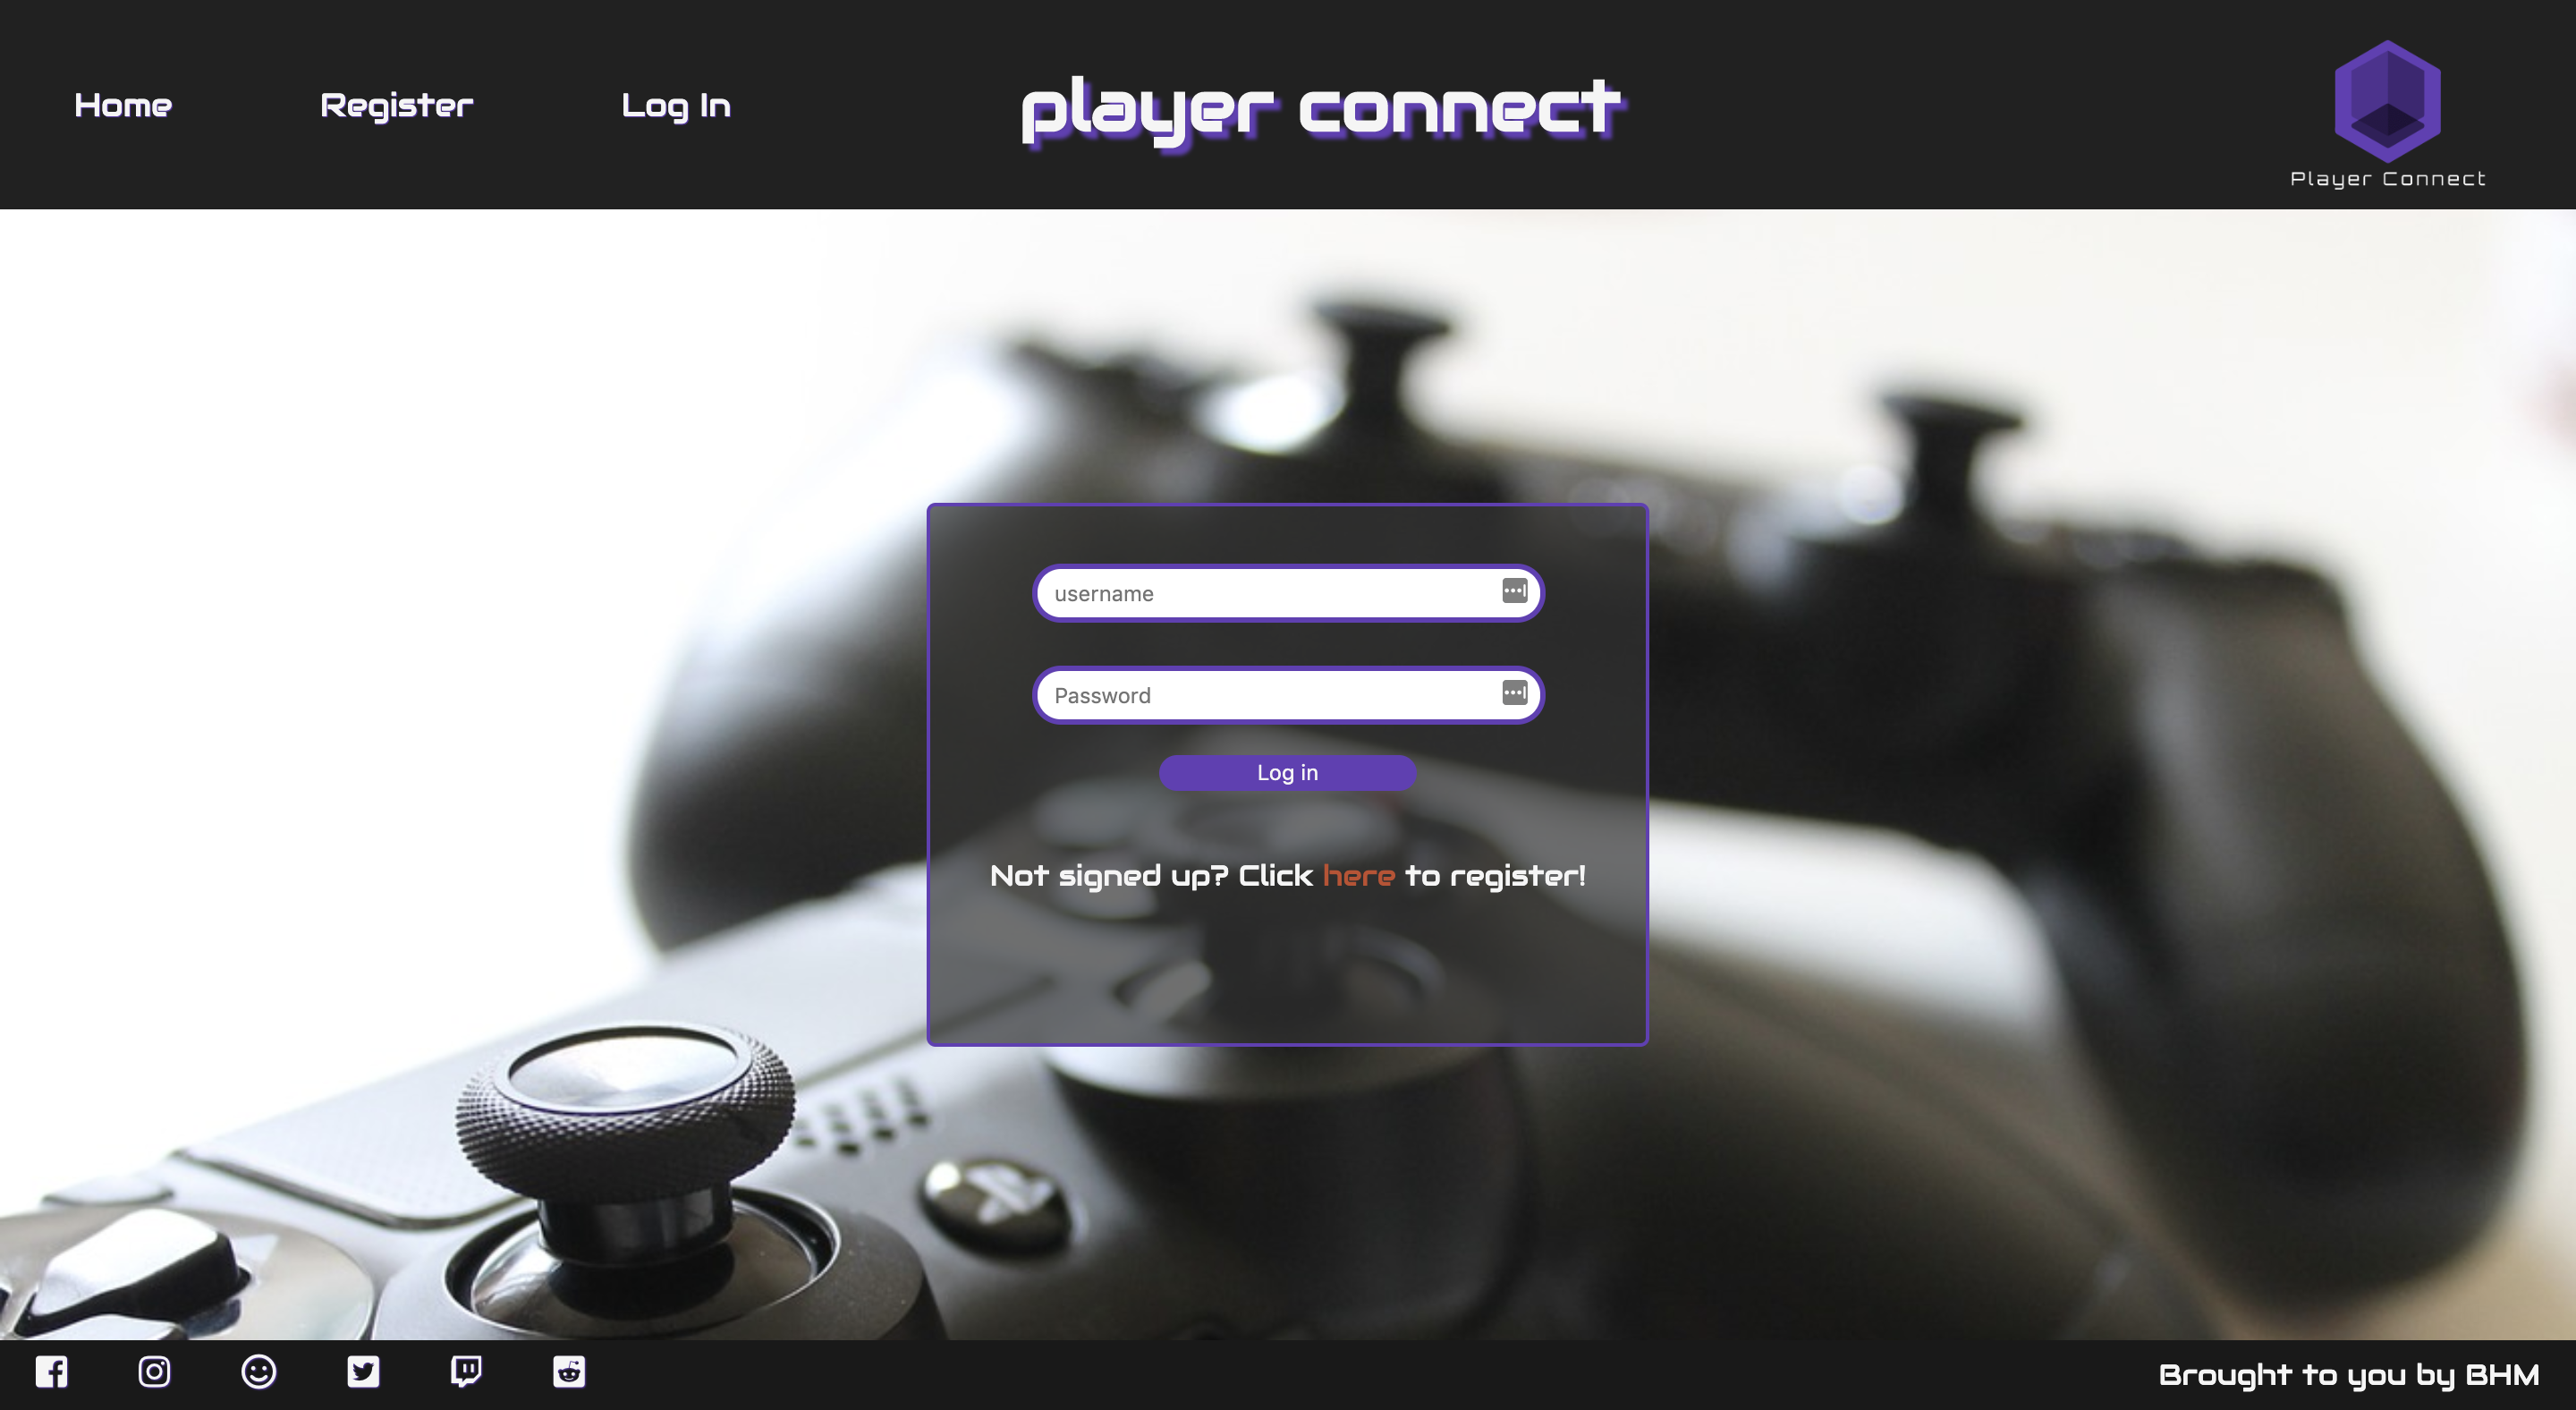 Home
Register
Log In
player connect
Player Connect
username
Password
Log in
Not signed up? Click here to register!
Brought to you by BHM